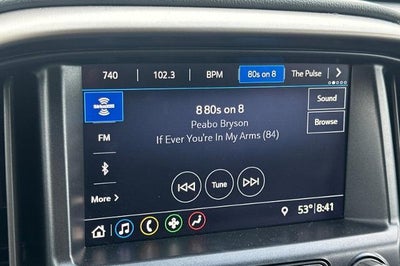 740 102.3 BPM 80s on 8 The Pulse
SiriusXM
8 80s on 8
Sound
Peabo Bryson
Browse
If Ever You're In My Arms (84)
FM
Tune
More
53° 8:41